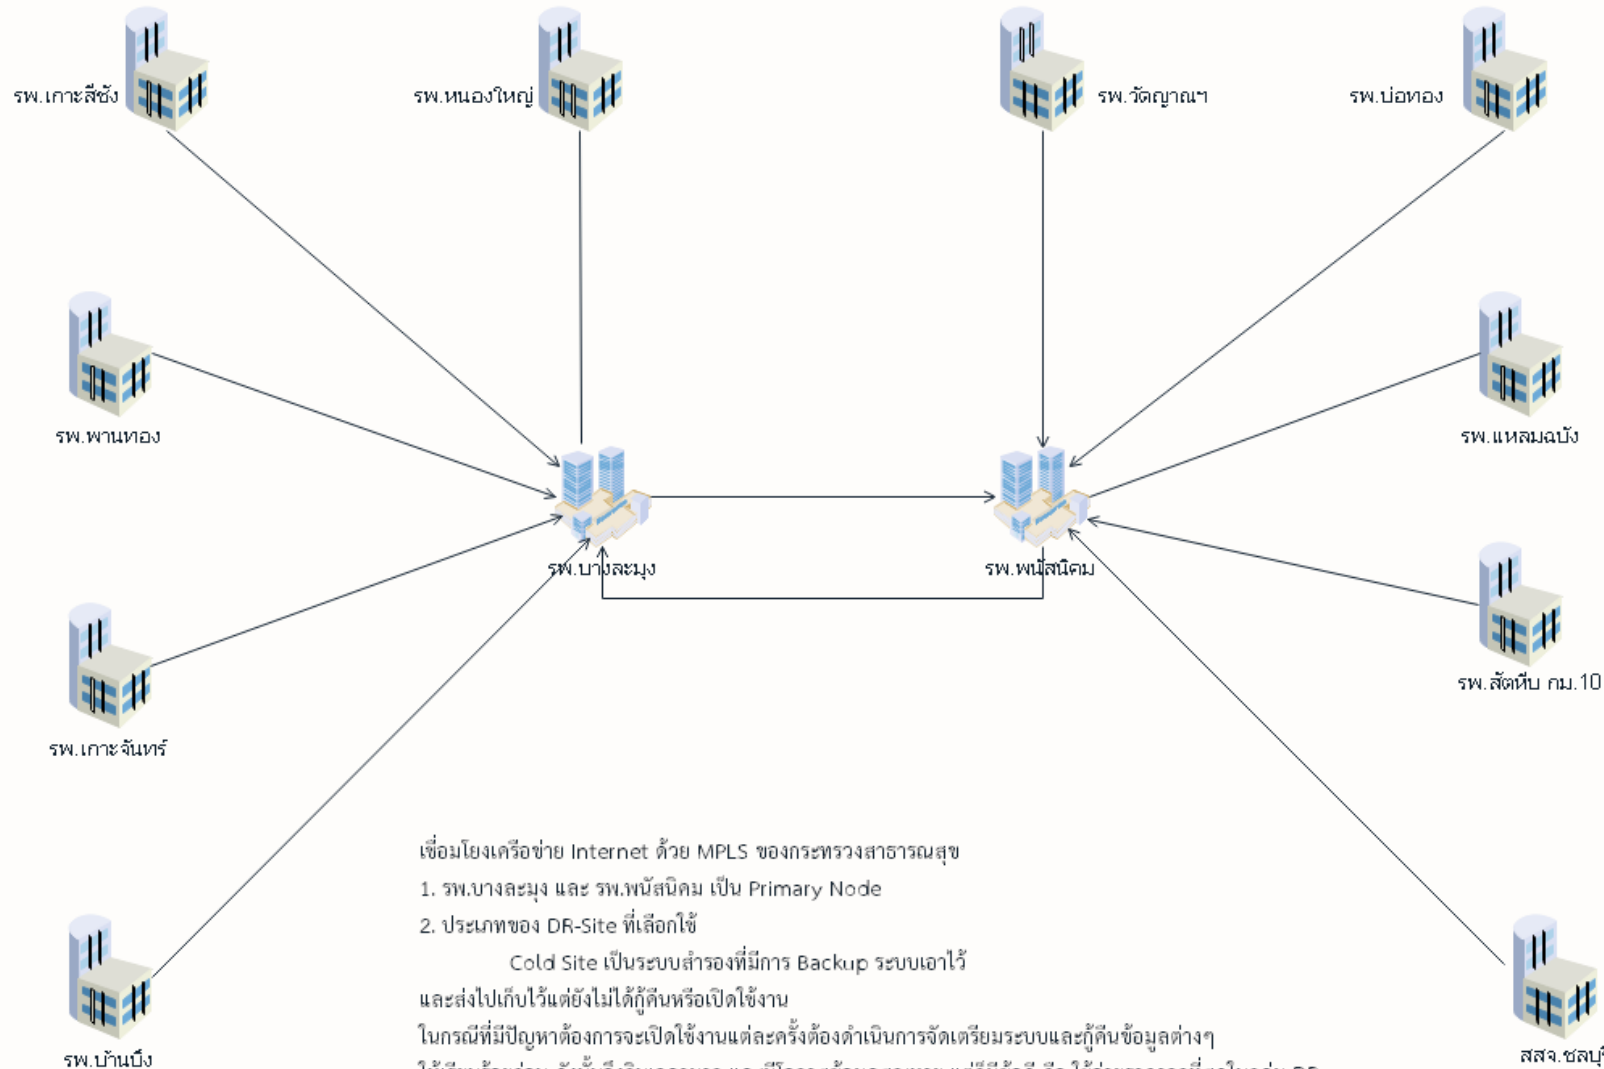 รพ.เกาะสีชัง
รพ.หนองใหญ่
รพ.วัดญาณฯ
รพ.บ่อทอง
รพ.พานทอง
รพ.แหลมฉบัง
รพ.บางละมุง
รพ.พนัสนิคม
รพ.สัตหีบ กม.10
รพ.เกาะจันทร์
เชื่อมโยงเครือข่าย Internet ด้วย MPLS ของกระทรวงสาธารณสุข
1. รพ.บางละมุง และ รพ.พนัสนิคม เป็น Primary Node
2. ประเภทของ DR-Site ที่เลือกใช้
Cold Site เป็นระบบสำรองที่มีการ Backup ระบบเอาไว้
และส่งไปเก็บไว้แต่ยังไม่ได้กู้คืนหรือเปิดใช้งาน
ในกรณีที่มีปัญหาต้องการจะเปิดใช้งานแต่ละครั้งต้องดำเนินการจัดเตรียมระบบและกู้คืนข้อมูลต่างๆ
รพ.บ้านบึง
สสจ.ชลบุรี